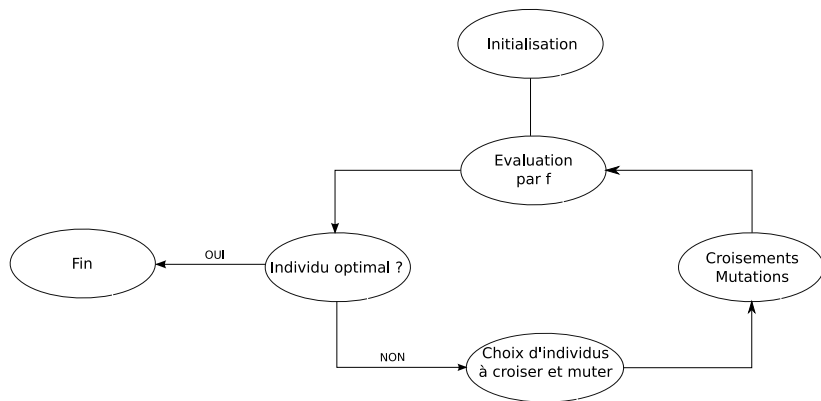 Initialisation
Evaluation
par f
Individu optimal ?
OUI
Fin
NON
Choix d'individus
à croiser et muter
Croisements
Mutations